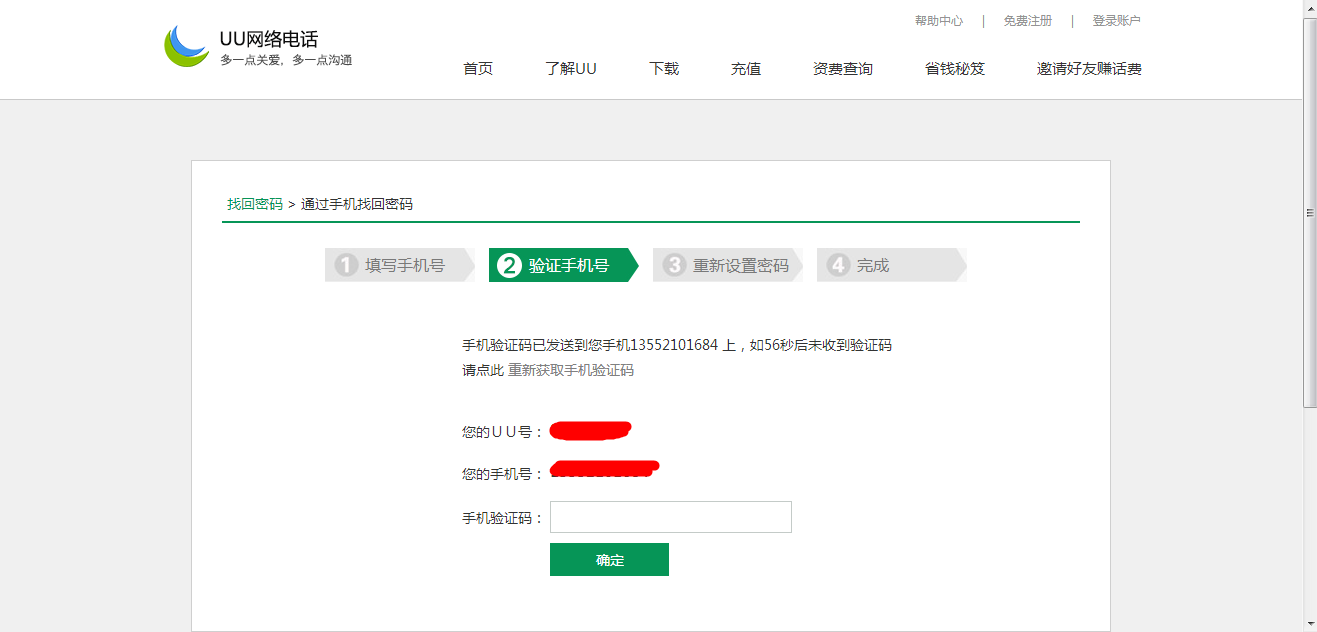 帮助中心 | 免费注册 | 登录账户
UU网络电话
多一点关爱，多一点沟通
首页 了解UU 下载 充值 资费查询 省钱秘笈 邀请好友赚话费
找回密码 > 通过手机找回密码
1 填写手机号 2 验证手机号 3 重新设置密码 4 完成
手机验证码已发送到您手机13552101684 上，如56秒后未收到验证码
请点此 重新获取手机验证码
您的ＵＵ号：
您的手机号：
手机验证码：
确定